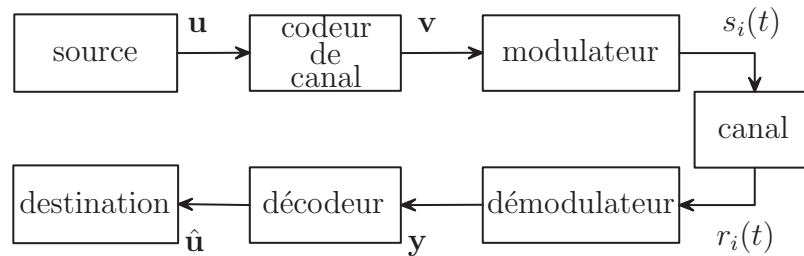 source
u
codeur
de
canal
v
modulateur
s_i(t)
canal
destination
û
décodeur
y
démodulateur
r_i(t)